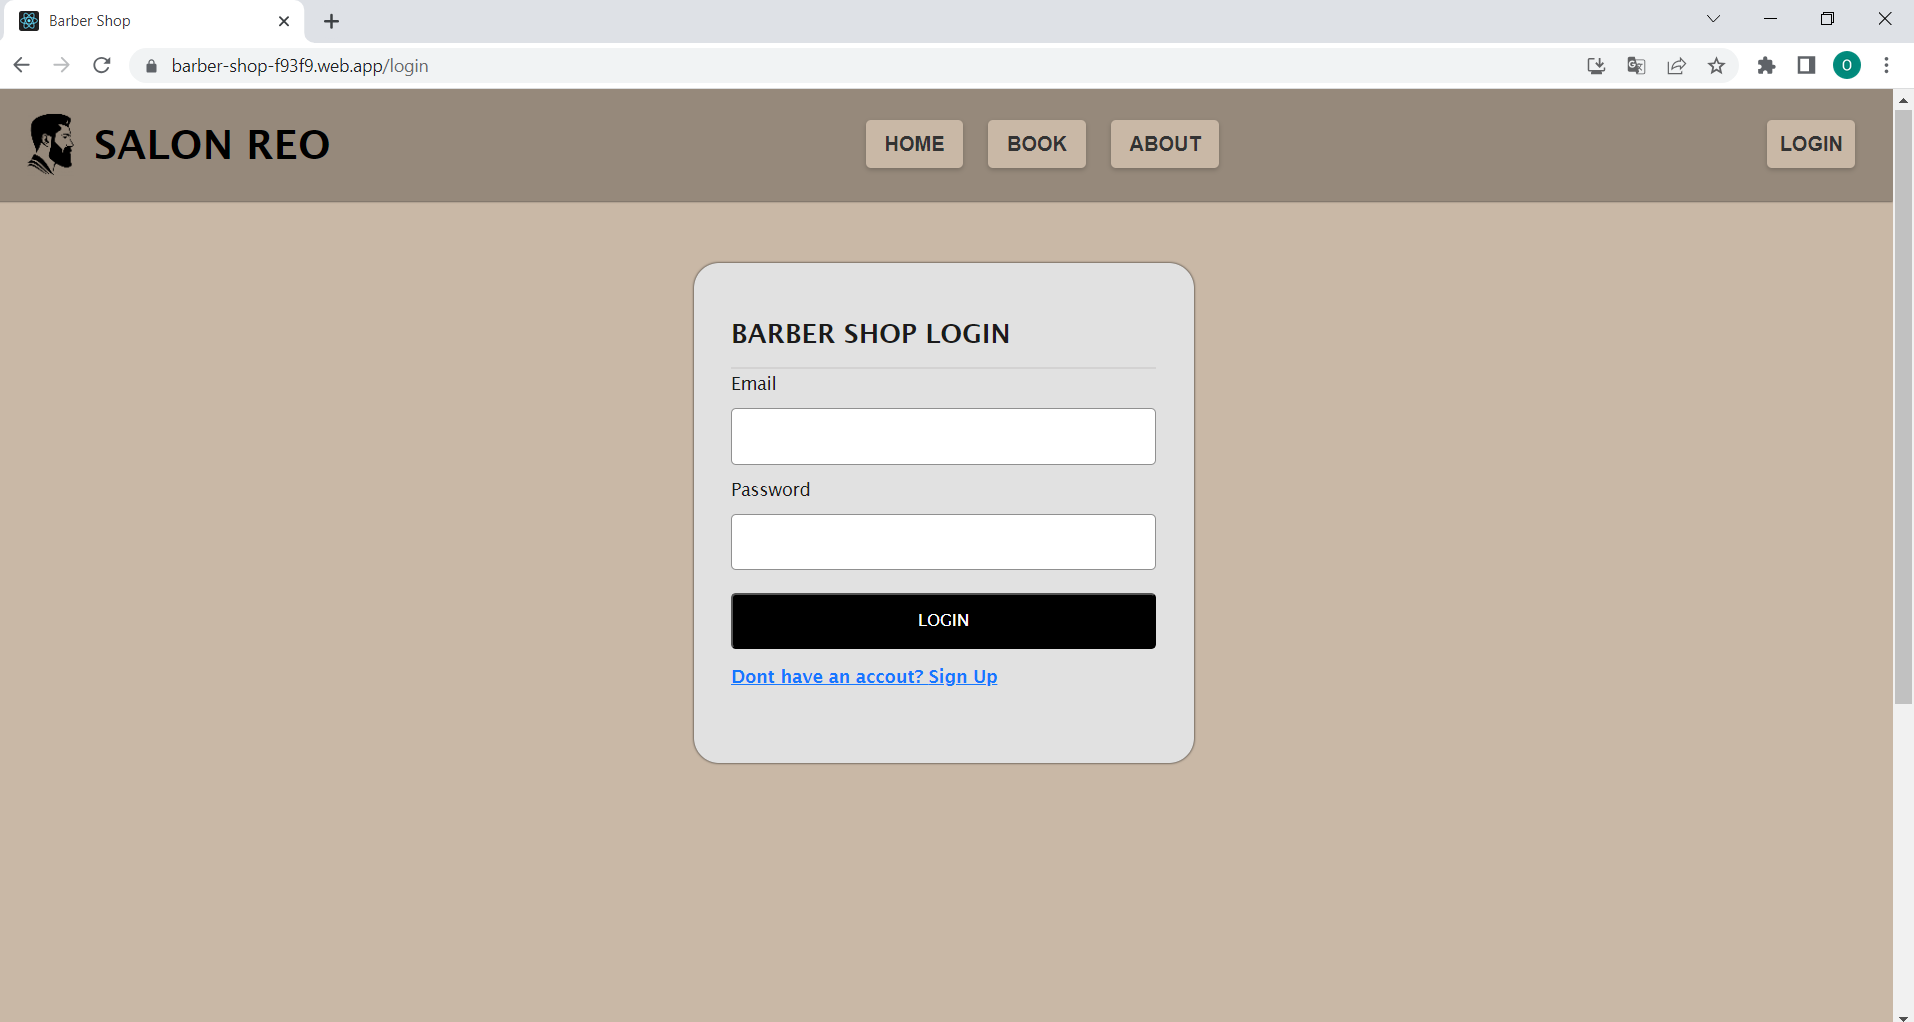 Barber Shop
barber-shop-f93f9.web.app/login
O
SALON REO
HOME
BOOK
ABOUT
LOGIN
BARBER SHOP LOGIN
Email
Password
LOGIN
Dont have an accout? Sign Up